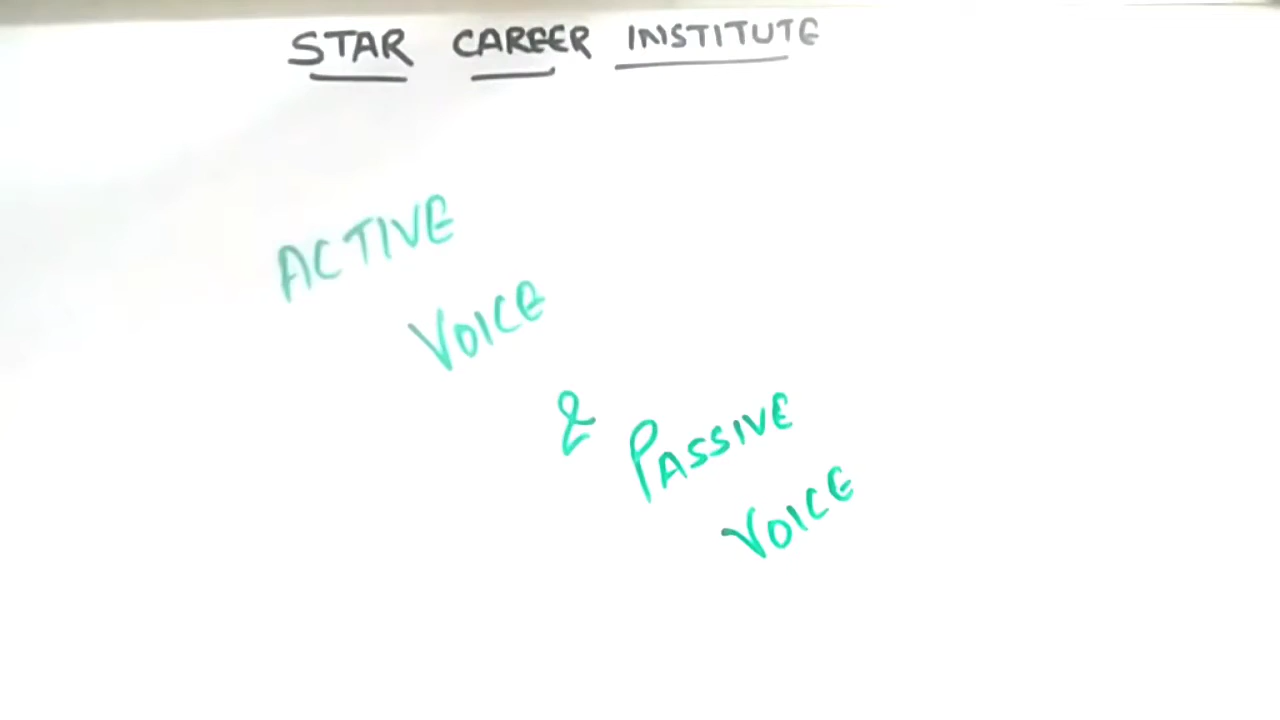 STAR CAREER INSTITUTE
ACTIVE
VOICE
& PASSIVE
VOICE